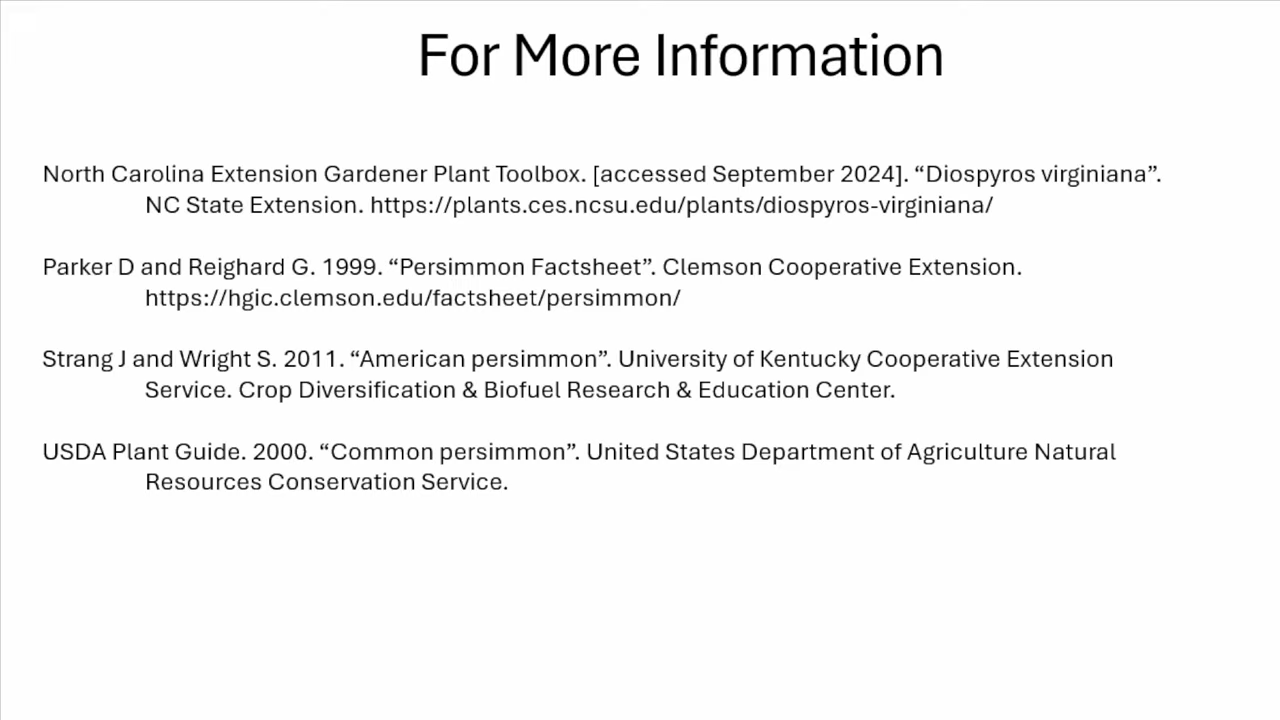 For More Information
North Carolina Extension Gardener Plant Toolbox. [accessed September 2024]. “Diospyros virginiana”.
NC State Extension. https://plants.ces.ncsu.edu/plants/diospyros-virginiana/
Parker D and Reighard G. 1999. “Persimmon Factsheet”. Clemson Cooperative Extension.
https://hgic.clemson.edu/factsheet/persimmon/
Strang J and Wright S. 2011. “American persimmon”. University of Kentucky Cooperative Extension
Service. Crop Diversification & Biofuel Research & Education Center.
USDA Plant Guide. 2000. “Common persimmon”. United States Department of Agriculture Natural
Resources Conservation Service.